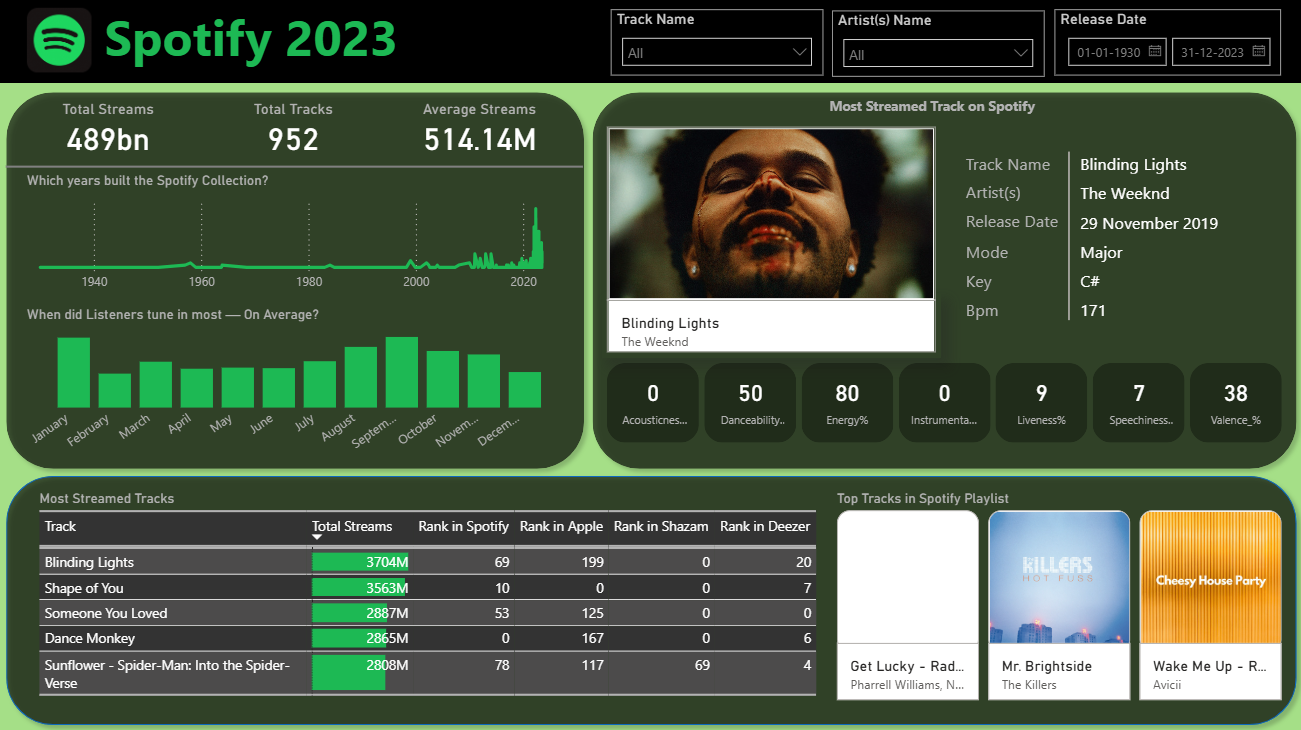 Spotify 2023
Track Name
All
Artist(s) Name
All
Release Date
01-01-1930
31-12-2023
Total Streams
489bn
Total Tracks
952
Average Streams
514.14M
Which years built the Spotify Collection?
1940 1960 1980 2000 2020
When did Listeners tune in most — On Average?
January February March April May June July August Septem... October Novem... Decem...
Most Streamed Track on Spotify
Blinding Lights
The Weeknd
Track Name Blinding Lights
Artist(s) The Weeknd
Release Date 29 November 2019
Mode Major
Key C#
Bpm 171
0
Acousticnes...
50
Danceability..
80
Energy%
0
Instrumenta...
9
Liveness%
7
Speechiness..
38
Valence_%
Most Streamed Tracks
Track Total Streams Rank in Spotify Rank in Apple Rank in Shazam Rank in Deezer
Blinding Lights 3704M 69 199 0 20
Shape of You 3563M 10 0 0 7
Someone You Loved 2887M 53 125 0 0
Dance Monkey 2865M 0 167 0 6
Sunflower - Spider-Man: Into the Spider- 2808M 78 117 69 4
Verse
Top Tracks in Spotify Playlist
Get Lucky - Rad...
Pharrell Williams, N...
KILLERS
HOT FUSS
Mr. Brightside
The Killers
Cheesy House Party
Wake Me Up - R...
Avicii